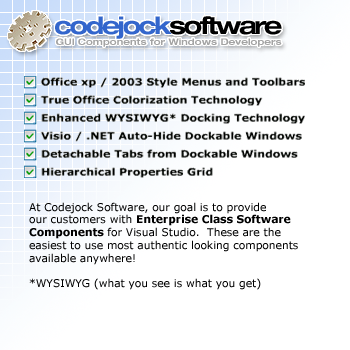 codejocksoftware
GUI Components for Windows Developers
Office xp / 2003 Style Menus and Toolbars
True Office Colorization Technology
Enhanced WYSIWYG* Docking Technology
Visio / .NET Auto-Hide Dockable Windows
Detachable Tabs from Dockable Windows
Hierarchical Properties Grid
At Codejock Software, our goal is to provide
our customers with Enterprise Class Software
Components for Visual Studio.  These are the
easiest to use most authentic looking components
available anywhere!
*WYSIWYG (what you see is what you get)